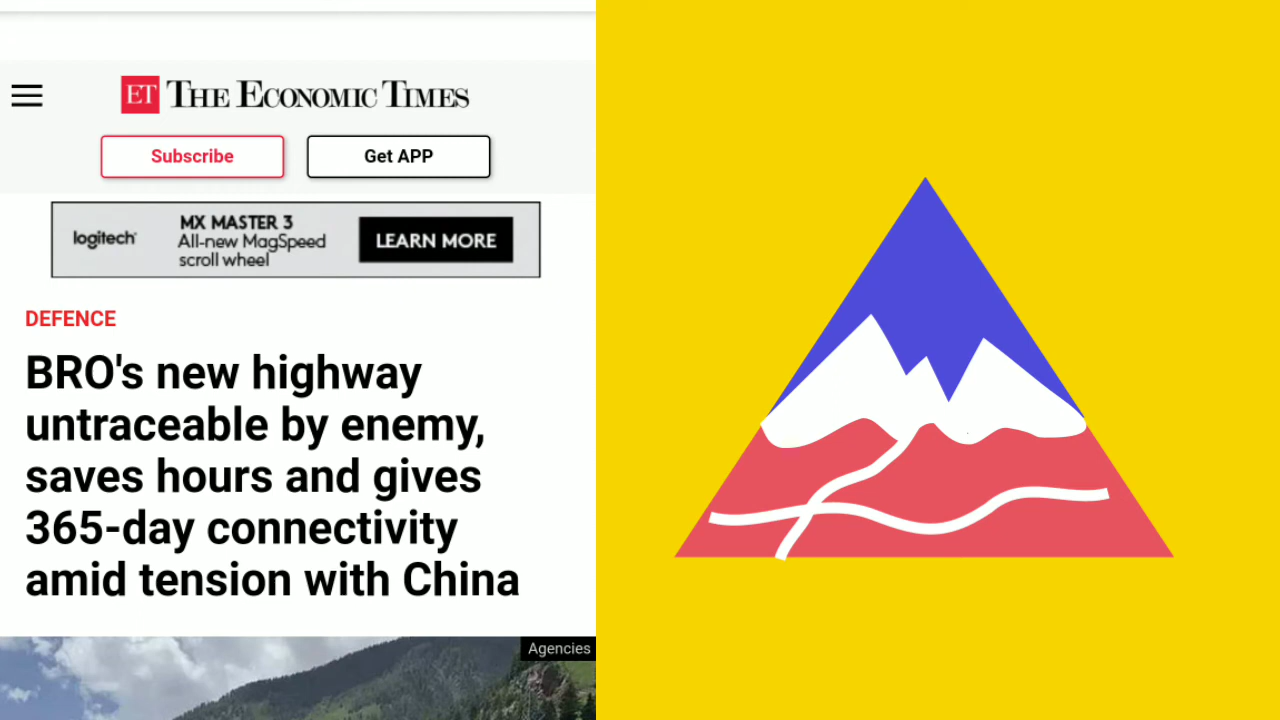 ET THE ECONOMIC TIMES
Subscribe
Get APP
logitech
MX MASTER 3
All-new MagSpeed
scroll wheel
LEARN MORE
DEFENCE
BRO's new highway
untraceable by enemy,
saves hours and gives
365-day connectivity
amid tension with China
Agencies